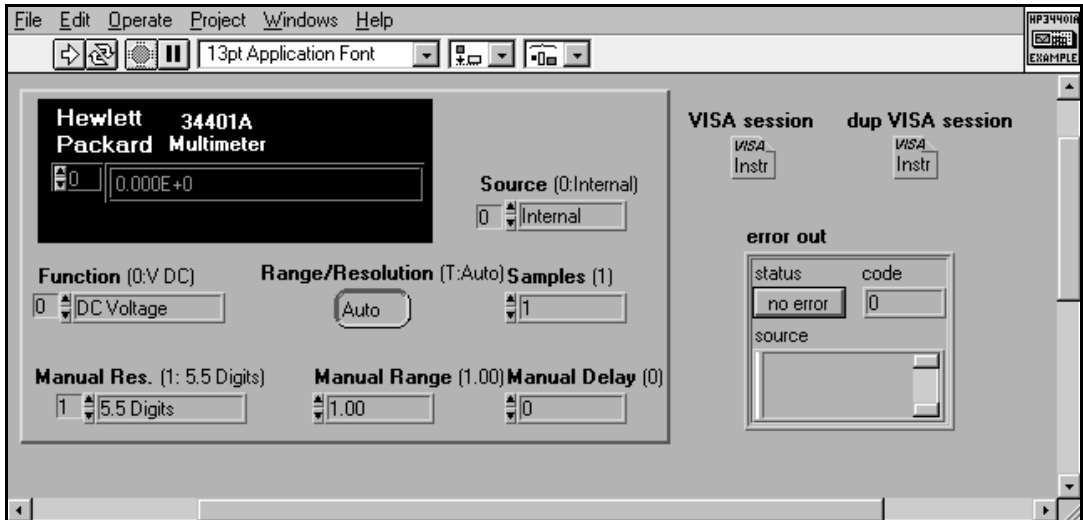 File Edit Operate Project Windows Help
HP34401A
EXAMPLE
13pt Application Font
Hewlett 34401A
Packard Multimeter
0 0.000E+0
Source (0:Internal)
0 Internal
VISA session dup VISA session
VISA Instr VISA Instr
Function (0:V DC) Range/Resolution (T:Auto) Samples (1)
0 DC Voltage Auto 1
Manual Res. (1: 5.5 Digits) Manual Range (1.00) Manual Delay (0)
1 5.5 Digits 1.00 0
error out
status code
no error 0
source